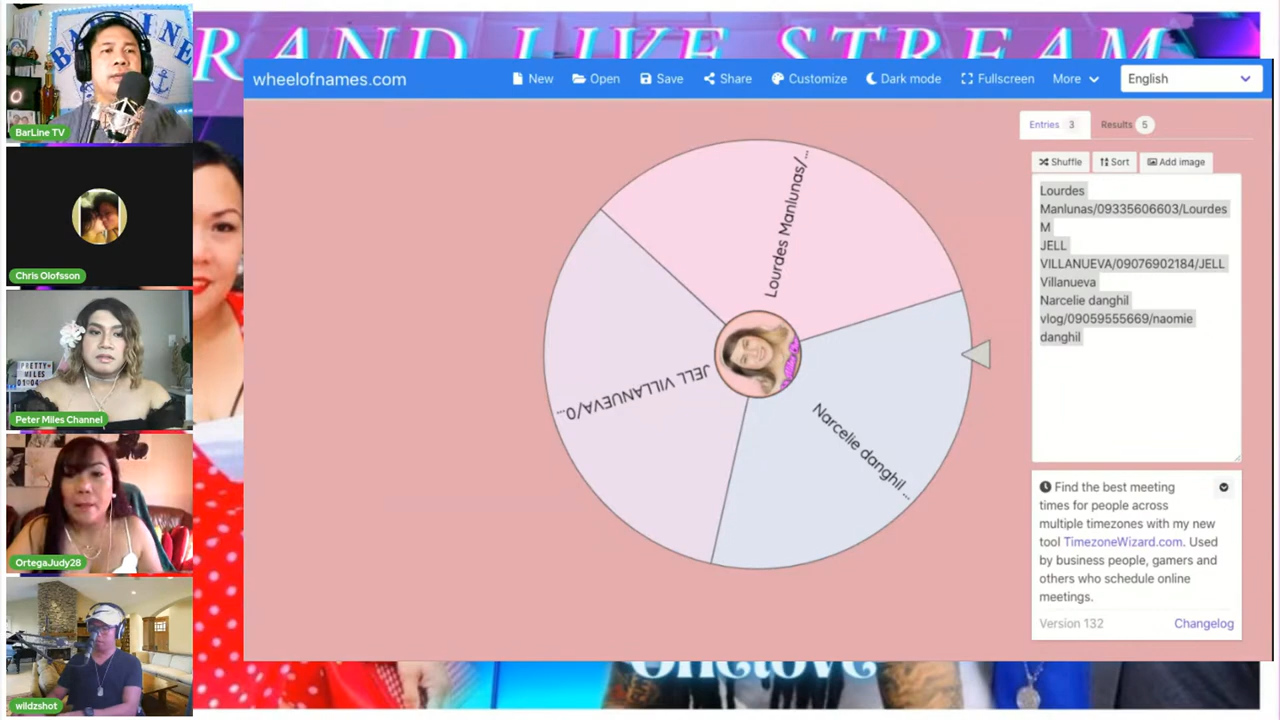 RAND LIVE STREAM
wheelofnames.com
New
Open
Save
Share
Customize
Dark mode
Fullscreen
More
English
Entries 3
Results 5
Shuffle
Sort
Add image
Lourdes
Manlunas/09335606603/Lourdes
M
JELL
VILLANUEVA/09076902184/JELL
Villanueva
Narcelie danghil
vlog/09059555669/naomie
danghil
Lourdes Manlunas/...
JELL VILLANUEVA/0...
Narcelie danghil ...
Find the best meeting
times for people across
multiple timezones with my new
tool TimezoneWizard.com. Used
by business people, gamers and
others who schedule online
meetings.
Version 132
Changelog
BarLine TV
Chris Olofsson
PRETTY
MILES
Peter Miles Channel
OrtegaJudy28
wildzshot
Onelove